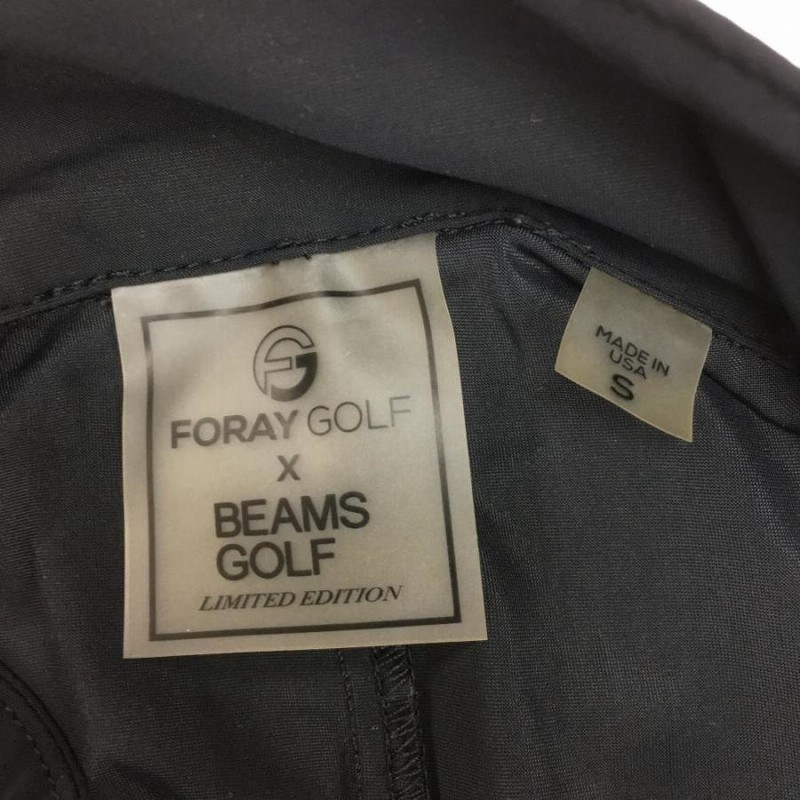 FG
FORAY GOLF
X
BEAMS
GOLF
LIMITED EDITION
MADE IN
USA
S